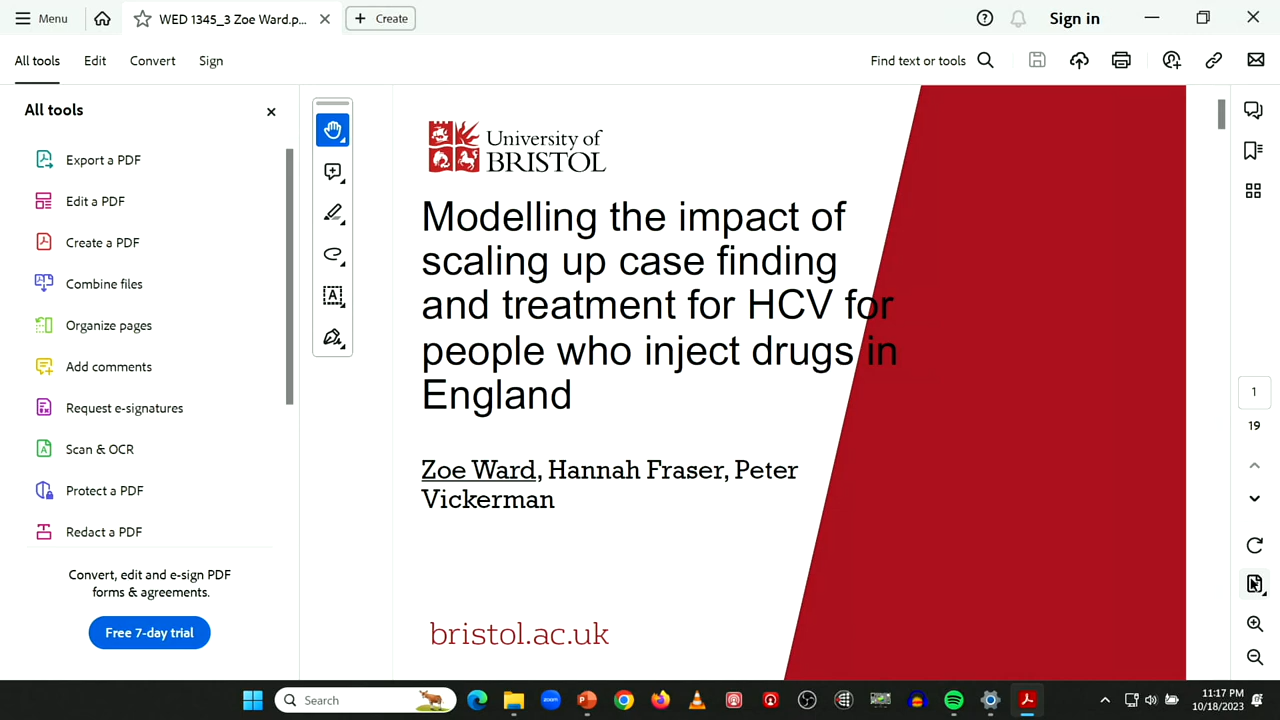 Menu
WED 1345_3 Zoe Ward.p...
Create
Sign in
All tools
Edit
Convert
Sign
Find text or tools
All tools
Export a PDF
Edit a PDF
Create a PDF
Combine files
Organize pages
Add comments
Request e-signatures
Scan & OCR
Protect a PDF
Redact a PDF
Convert, edit and e-sign PDF
forms & agreements.
Free 7-day trial
University of
BRISTOL
Modelling the impact of
scaling up case finding
and treatment for HCV for
people who inject drugs in
England
Zoe Ward, Hannah Fraser, Peter
Vickerman
bristol.ac.uk
1
19
Search
zoom
11:17 PM
10/18/2023